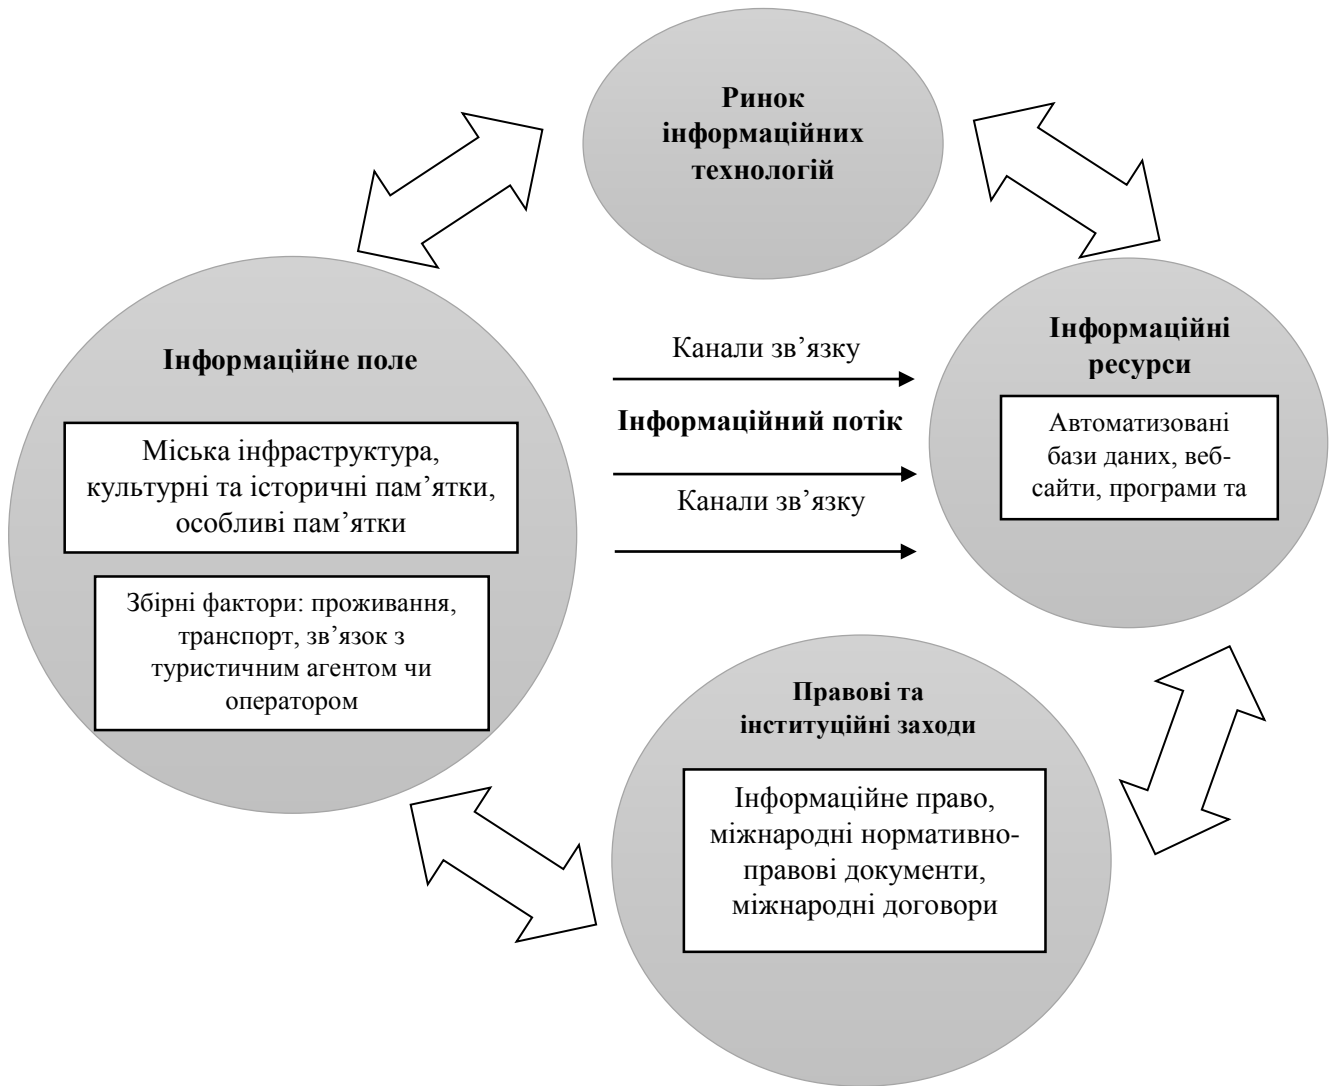 Ринок
інформаційних
технологій
Інформаційне поле
Міська інфраструктура,
культурні та історичні пам’ятки,
особливі пам’ятки
Збірні фактори: проживання,
транспорт, зв’язок з
туристичним агентом чи
оператором
Канали зв’язку
Інформаційний потік
Канали зв’язку
Інформаційні
ресурси
Автоматизовані
бази даних, веб-
сайти, програми та
Правові та
інституційні заходи
Інформаційне право,
міжнародні нормативно-
правові документи,
міжнародні договори